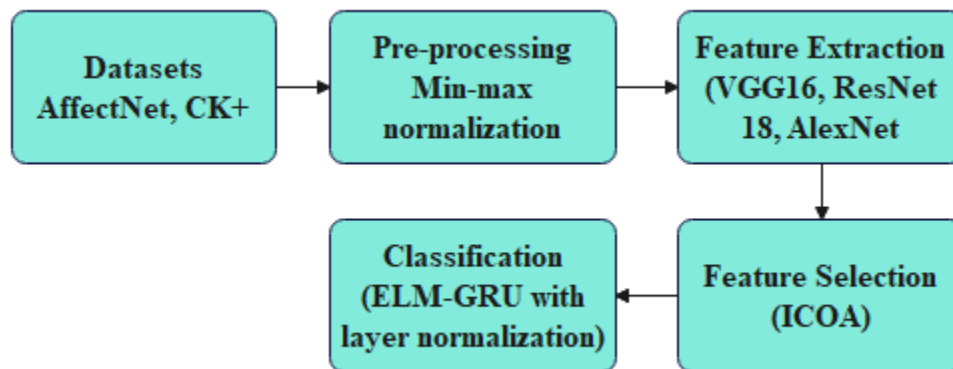 Datasets
AffectNet, CK+
Pre-processing
Min-max
normalization
Feature Extraction
(VGG16, ResNet
18, AlexNet
Feature Selection
(ICOA)
Classification
(ELM-GRU with
layer normalization)